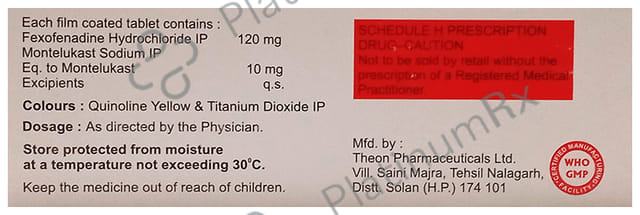 Each film coated tablet contains :
Fexofenadine Hydrochloride IP 120 mg
Montelukast Sodium IP
Eq. to Montelukast 10 mg
Excipients q.s.
Colours : Quinoline Yellow & Titanium Dioxide IP
Dosage : As directed by the Physician.
Store protected from moisture
at a temperature not exceeding 30°C.
Keep the medicine out of reach of children.
SCHEDULE H PRESCRIPTION
DRUG-CAUTION
Not to be sold by retail without the
prescription of a Registered Medical
Practitioner.
Mfd. by :
Theon Pharmaceuticals Ltd.
Vill. Saini Majra, Tehsil Nalagarh,
Distt. Solan (H.P.) 174 101
CERTIFIED MANUFACTURING
WHO
GMP
FACILITY
PlatinumRx